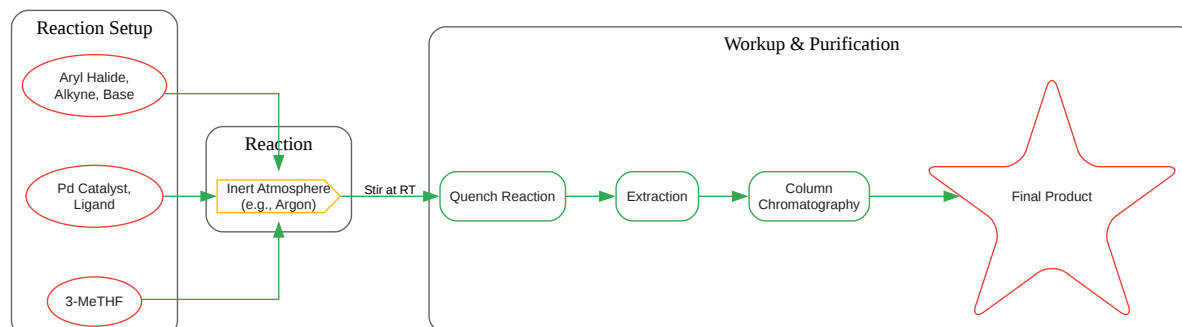 Reaction Setup
Aryl Halide,
Alkyne, Base
Pd Catalyst,
Ligand
3-MeTHF
Reaction
Inert Atmosphere
(e.g., Argon)
Stir at RT
Workup & Purification
Quench Reaction
Extraction
Column
Chromatography
Final Product